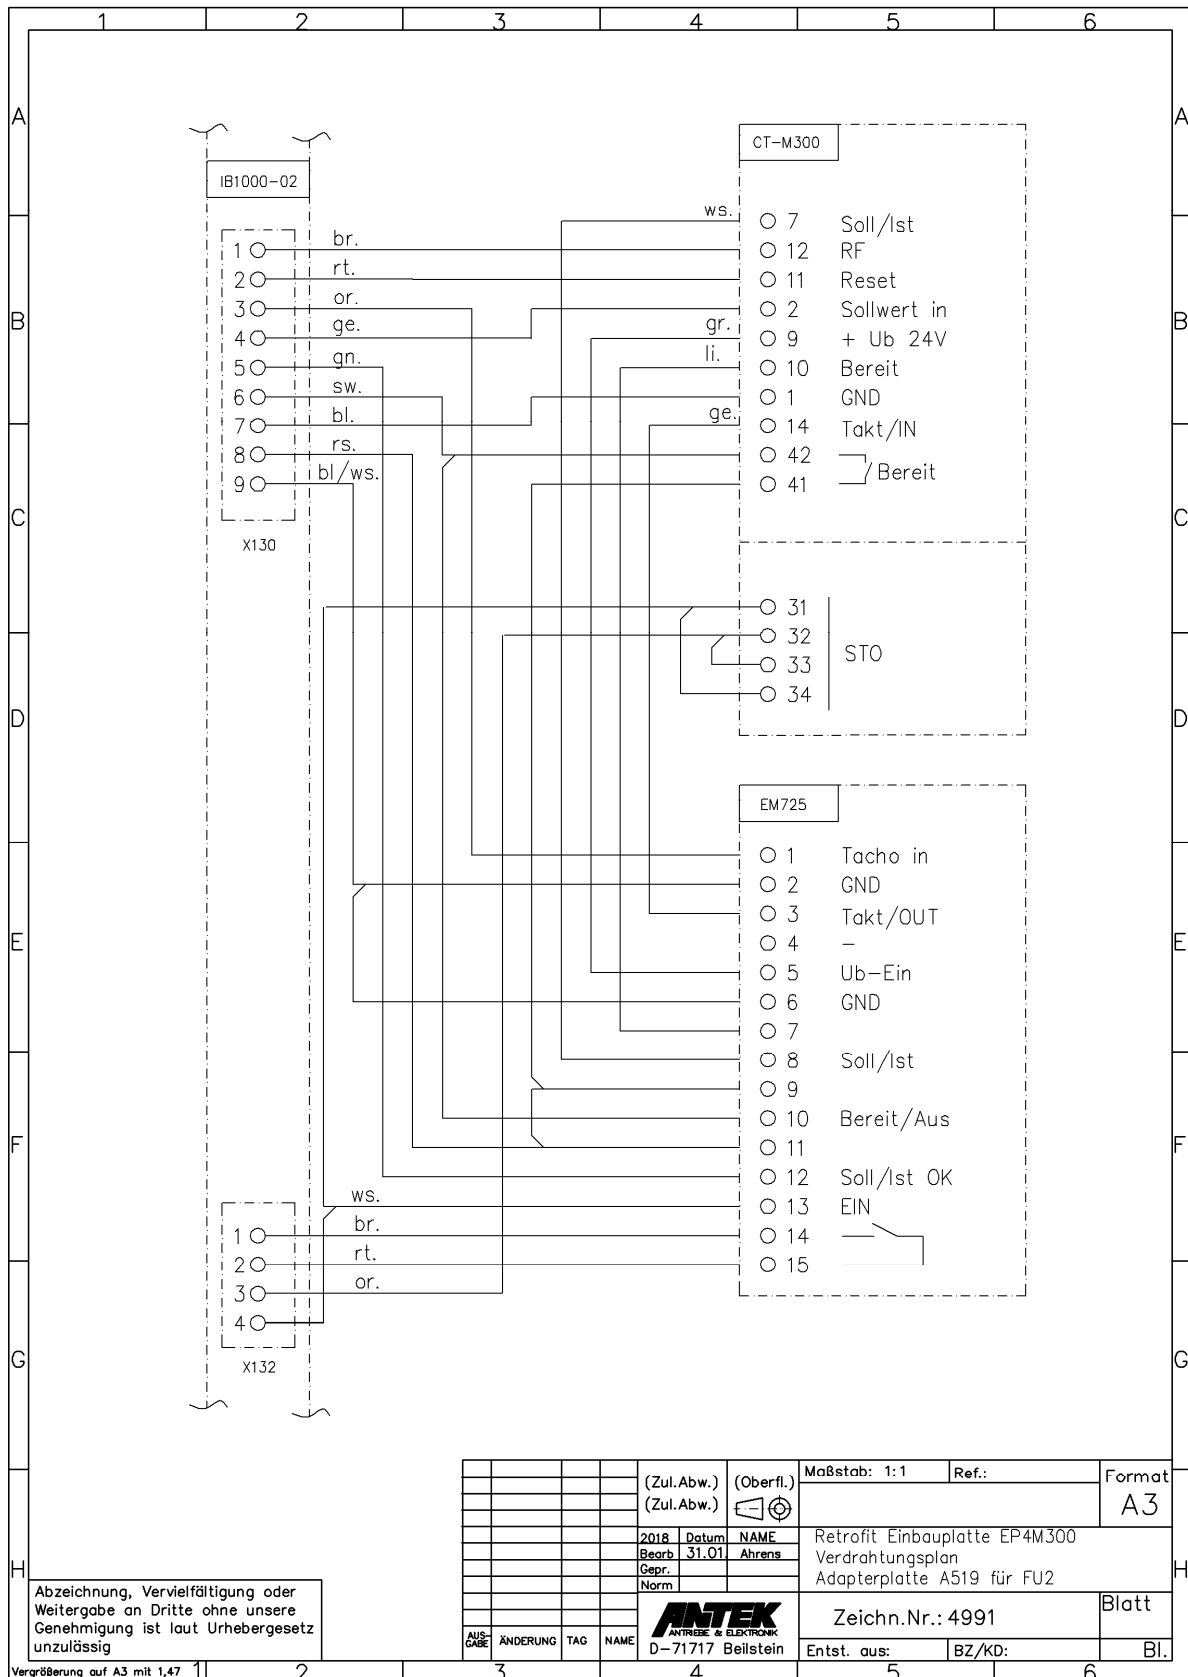 1 2 3 4 5 6
A A
B B
C C
D D
E E
F F
G G
H H
IB1000-02
1 br.
2 rt.
3 or.
4 ge.
5 gn.
6 sw.
7 bl.
8 rs.
9 bl/ws.
X130
CT-M300
ws. 7 Soll/Ist
12 RF
11 Reset
2 Sollwert in
gr. 9 + Ub 24V
li. 10 Bereit
1 GND
ge. 14 Takt/IN
42
41
Bereit
31
32
33
34
STO
EM725
1 Tacho in
2 GND
3 Takt/OUT
4 -
5 Ub-Ein
6 GND
7
8 Soll/Ist
9
10 Bereit/Aus
11
12 Soll/Ist OK
13 EIN
14
15
ws.
1 br.
2 rt.
3 or.
4
X132
(Zul.Abw.) (Oberfl.)
(Zul.Abw.)
Maßstab: 1:1 Ref.:
Format
A3
2018 Datum NAME
Bearb 31.01. Ahrens
Gepr.
Norm
Retrofit Einbauplatte EP4M300
Verdrahtungsplan
Adapterplatte A519 für FU2
ANTEK
ANTRIEBE & ELEKTRONIK
D-71717 Beilstein
Zeichn.Nr.: 4991
Blatt
Entst. aus: BZ/KD: Bl.
AUS-
GABE ÄNDERUNG TAG NAME
Abzeichnung, Vervielfältigung oder
Weitergabe an Dritte ohne unsere
Genehmigung ist laut Urhebergesetz
unzulässig
Vergrößerung auf A3 mit 1,47
1 2 3 4 5 6